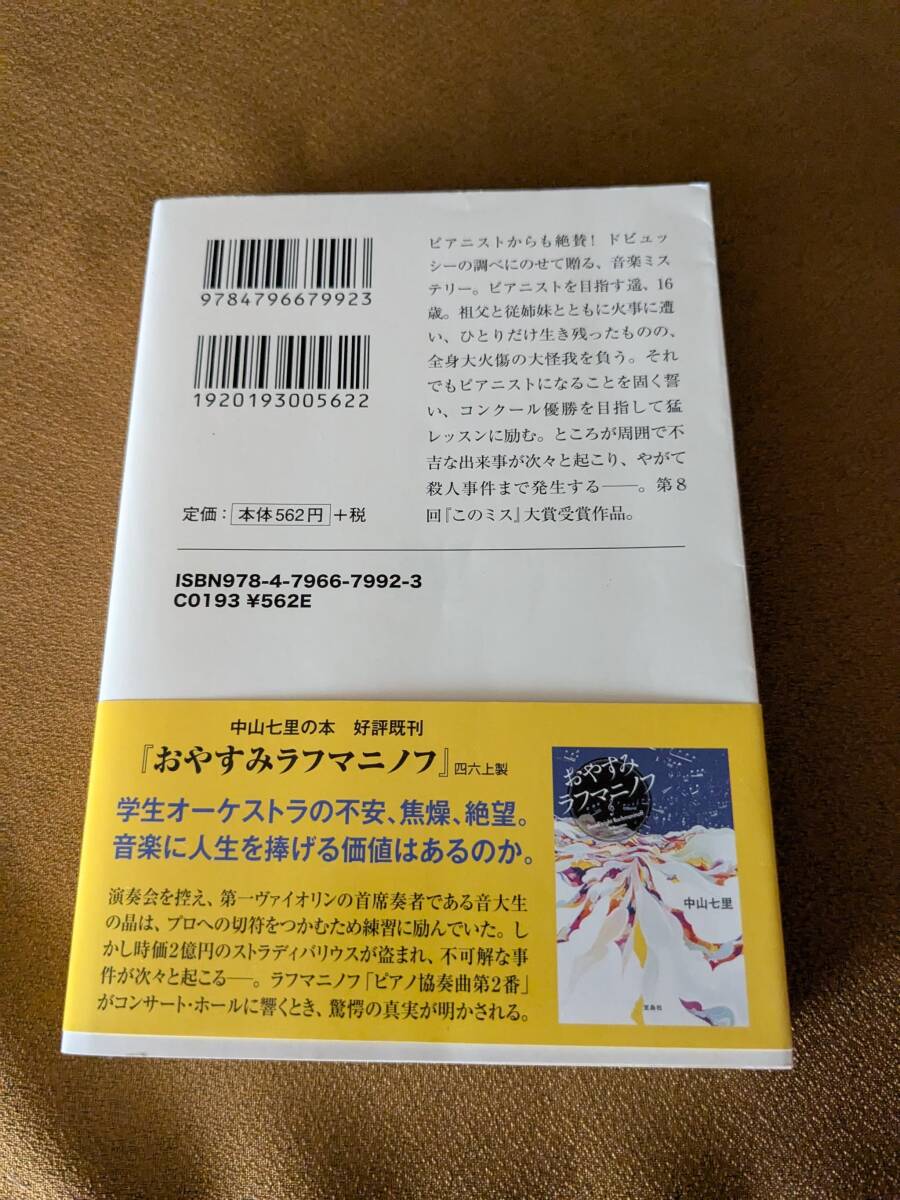 9784796679923
1920193005622
定価：本体562円＋税
ピアニストからも絶賛！ ドビュッ
シーの調べにのせて贈る、音楽ミス
テリー。ピアニストを目指す遥、16
歳。祖父と従姉妹とともに火事に遭
い、ひとりだけ生き残ったものの、
全身大火傷の大怪我を負う。それ
でもピアニストになることを固く誓
い、コンクール優勝を目指して猛
レッスンに励む。ところが周囲で不
吉な出来事が次々と起こり、やがて
殺人事件まで発生する――。第8
回『このミス』大賞受賞作品。
ISBN978-4-7966-7992-3
C0193 ¥562E
中山七里の本 好評既刊
『おやすみラフマニノフ』四六上製
学生オーケストラの不安、焦燥、絶望。
音楽に人生を捧げる価値はあるのか。
演奏会を控え、第一ヴァイオリンの首席奏者である音大生
の晶は、プロへの切符をつかむため練習に励んでいた。し
かし時価2億円のストラディバリウスが盗まれ、不可解な事
件が次々と起こる――。ラフマニノフ「ピアノ協奏曲第2番」
がコンサート・ホールに響くとき、驚愕の真実が明かされる。
おやすみ
ラフマニノフ
中山七里
宝島社